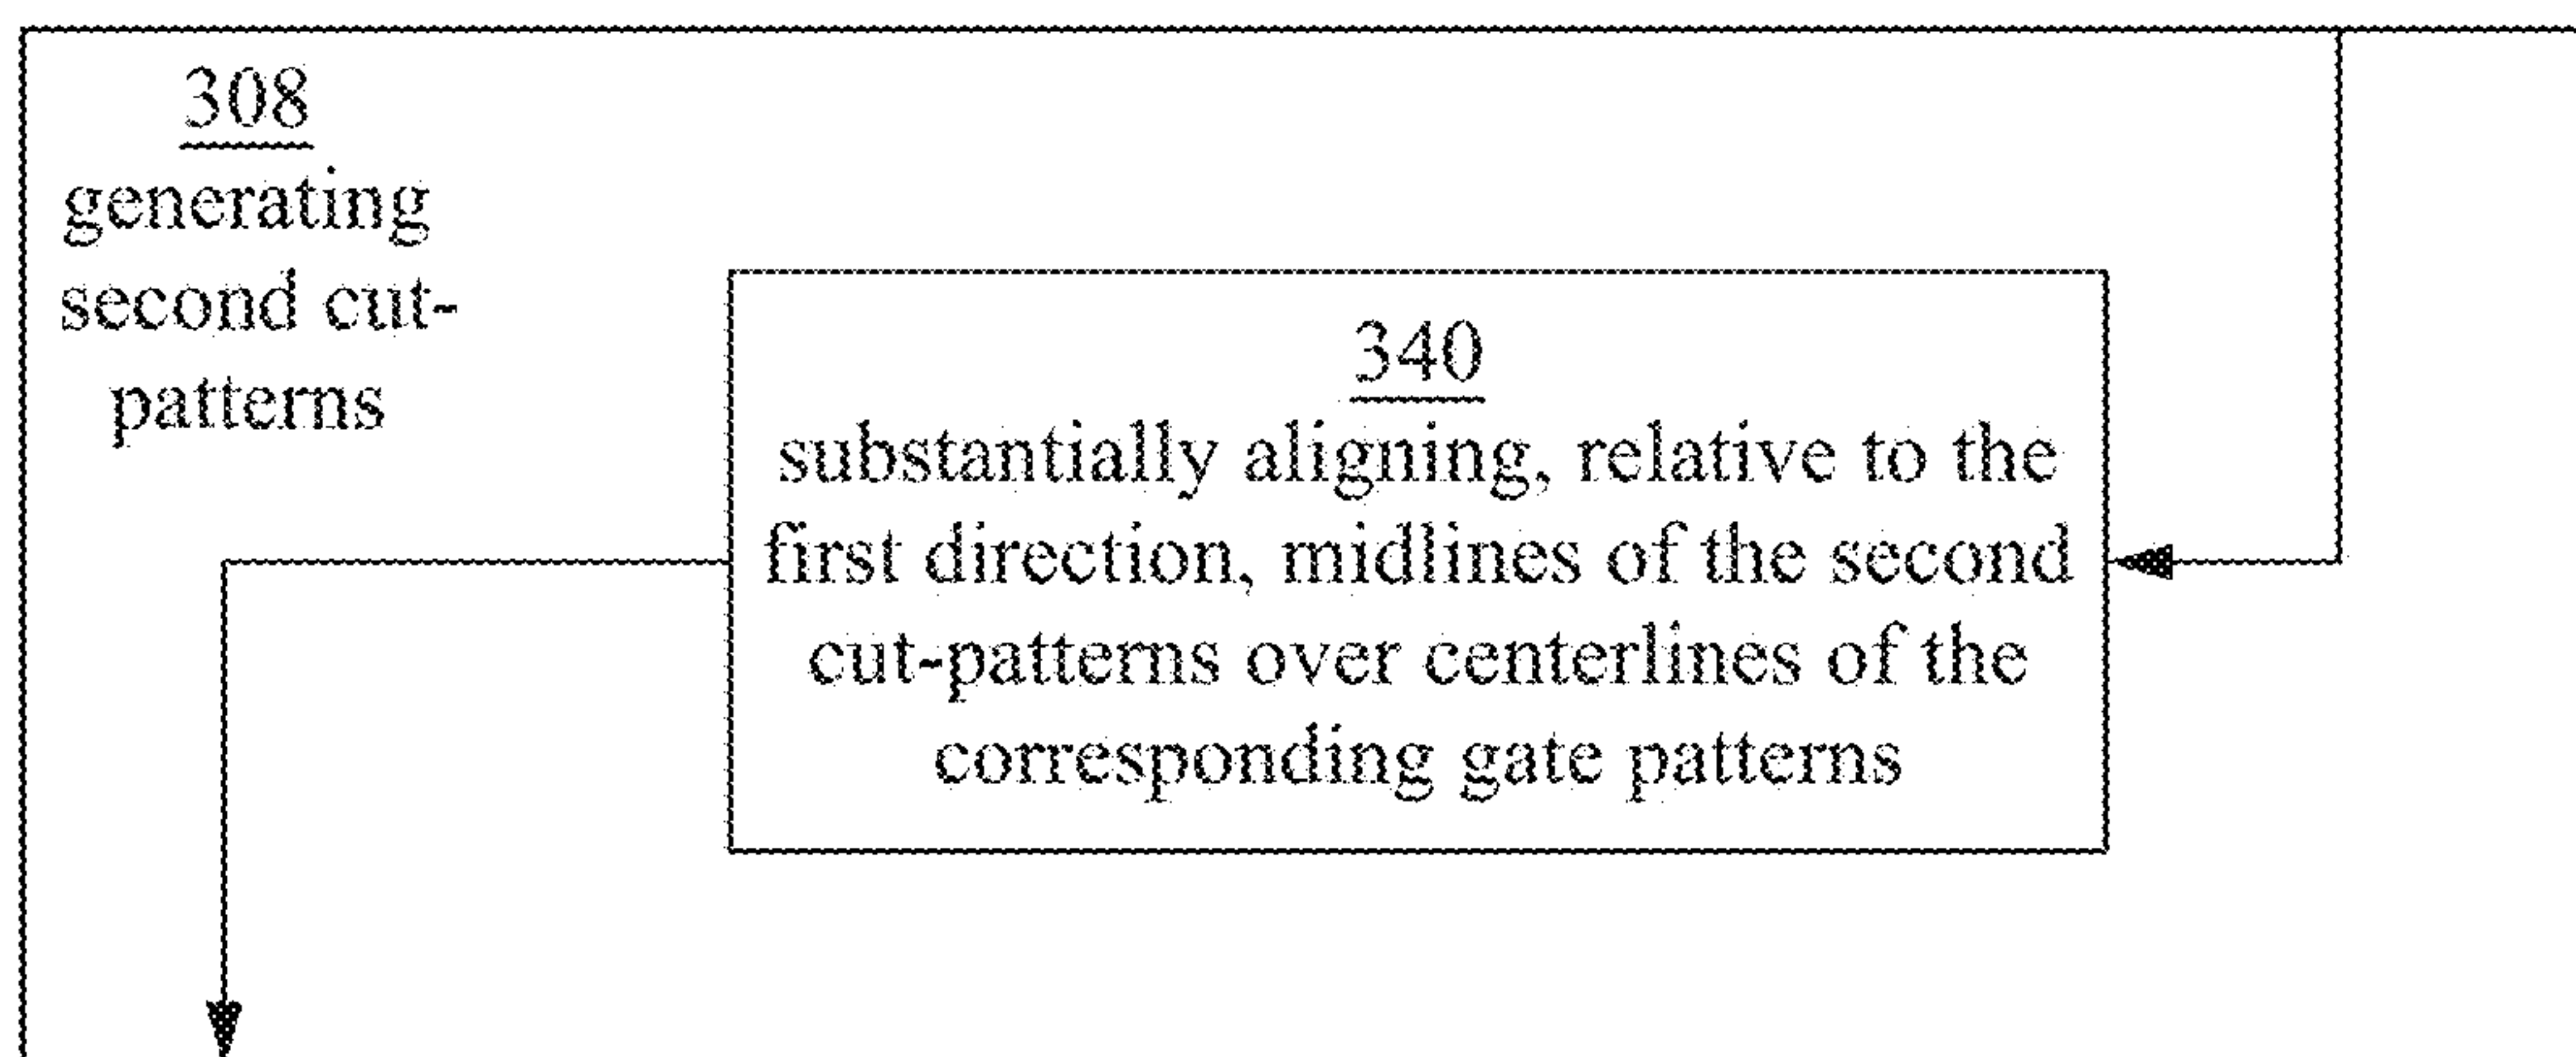 308
generating
second cut-
patterns
340
substantially aligning, relative to the
first direction, midlines of the second
cut-patterns over centerlines of the
corresponding gate patterns